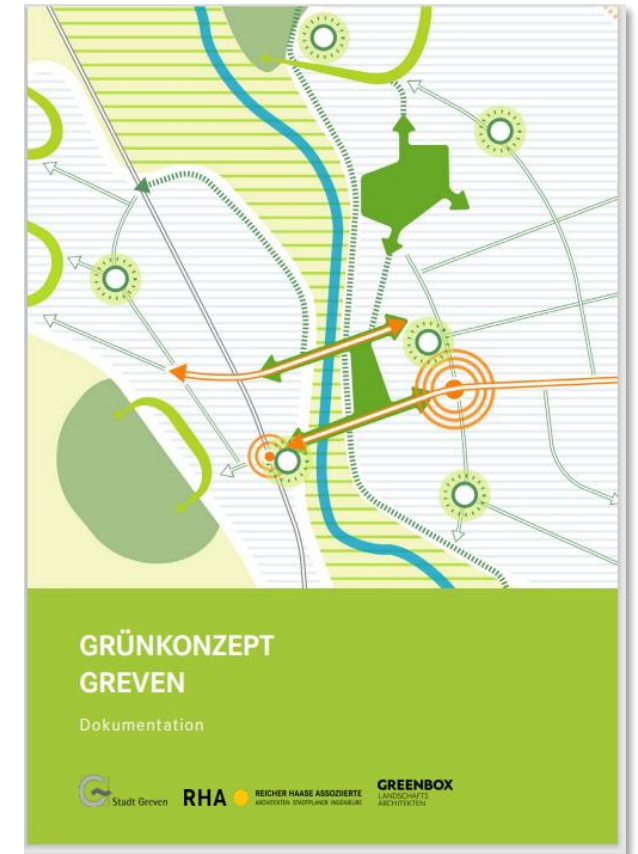 GRÜNKONZEPT
GREVEN
Dokumentation
Stadt Greven
RHA
REICHER HAASE ASSOZIIERTE
ARCHITEKTEN STADTPLANER INGENIEURE
GREENBOX
LANDSCHAFTS
ARCHITEKTEN